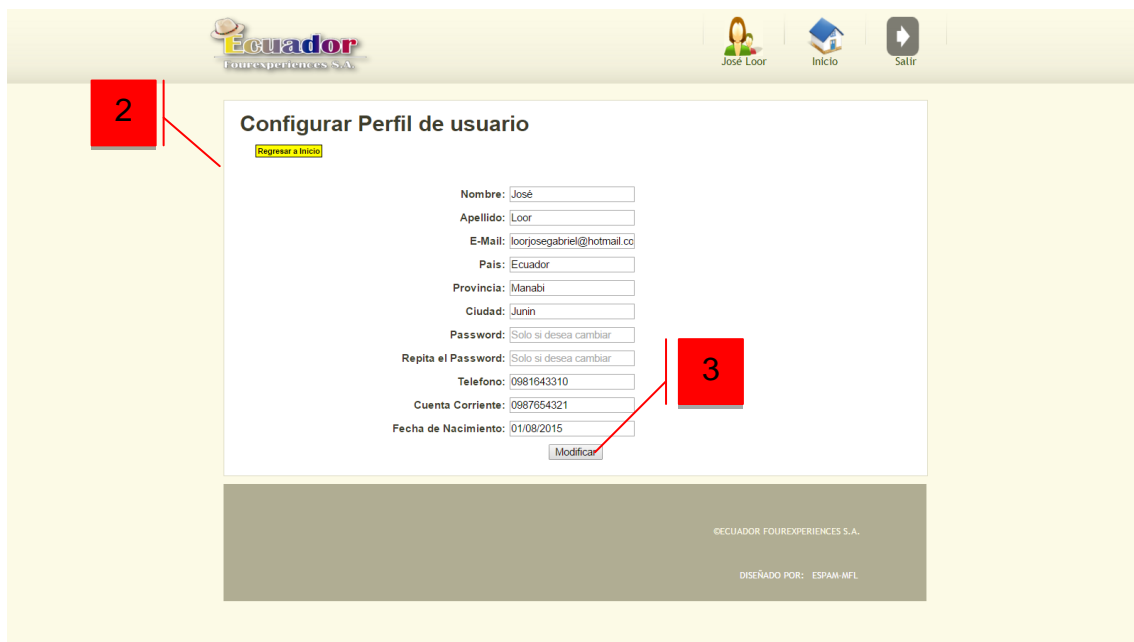 Ecuador
Fourexperiences S.A.
José Loor
Inicio
Salir
2
Configurar Perfil de usuario
Regresar a Inicio
Nombre: José
Apellido: Loor
E-Mail: loorjosegabriel@hotmail.co
Pais: Ecuador
Provincia: Manabi
Ciudad: Junin
Password: Solo si desea cambiar
Repita el Password: Solo si desea cambiar
Telefono: 0981643310
3
Cuenta Corriente: 0987654321
Fecha de Nacimiento: 01/08/2015
Modificar
©ECUADOR FOUREXPERIENCES S.A.
DISEÑADO POR: ESPAM-MFL